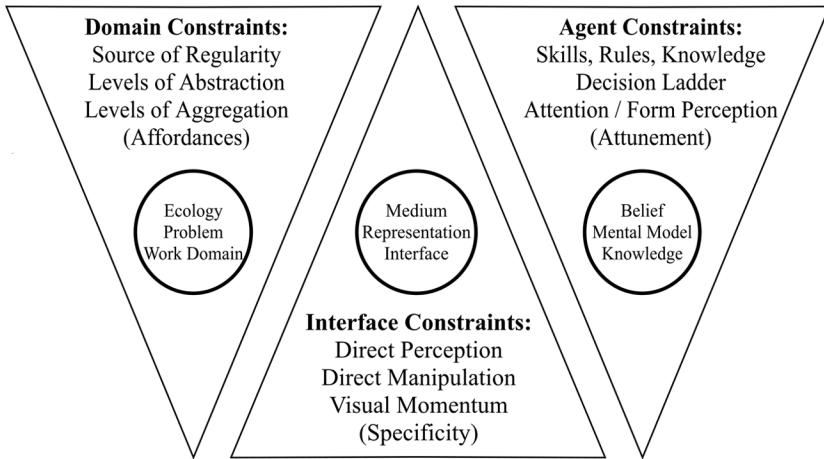 Domain Constraints:
Source of Regularity
Levels of Abstraction
Levels of Aggregation
(Affordances)
Ecology
Problem
Work Domain
Medium
Representation
Interface
Interface Constraints:
Direct Perception
Direct Manipulation
Visual Momentum
(Specificity)
Agent Constraints:
Skills, Rules, Knowledge
Decision Ladder
Attention / Form Perception
(Attunement)
Belief
Mental Model
Knowledge